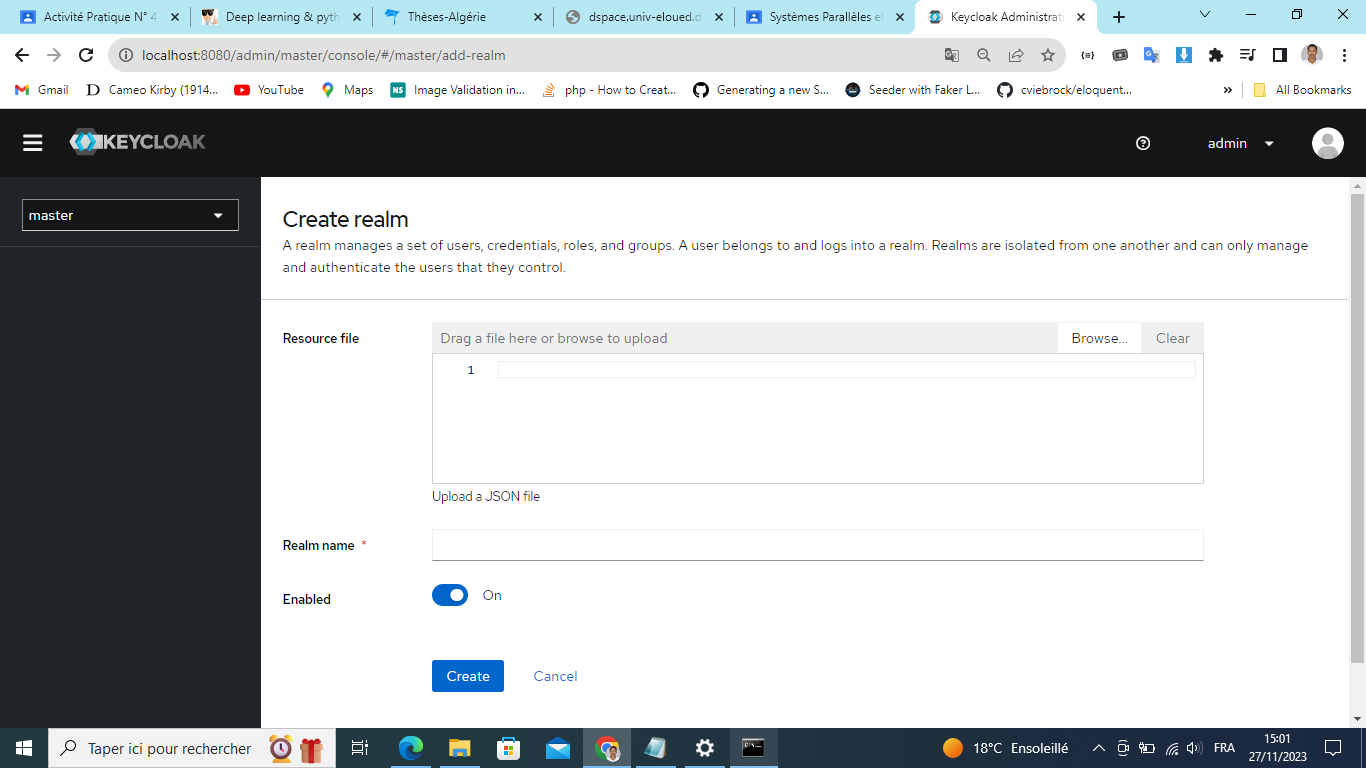 Activité Pratique N° 4
Deep learning & pyth
Thèses-Algérie
dspace.univ-eloued.d
Systèmes Parallèles et
Keycloak Administrat
localhost:8080/admin/master/console/#/master/add-realm
Gmail
Cameo Kirby (1914...
YouTube
Maps
Image Validation in...
php - How to Creat...
Generating a new S...
Seeder with Faker L...
cviebrock/eloquent...
»
All Bookmarks
KEYCLOAK
admin
master
Create realm
A realm manages a set of users, credentials, roles, and groups. A user belongs to and logs into a realm. Realms are isolated from one another and can only manage
and authenticate the users that they control.
Resource file
Drag a file here or browse to upload
Browse...
Clear
1
Upload a JSON file
Realm name *
Enabled
On
Create
Cancel
Taper ici pour rechercher
18°C Ensoleillé
FRA
15:01
27/11/2023